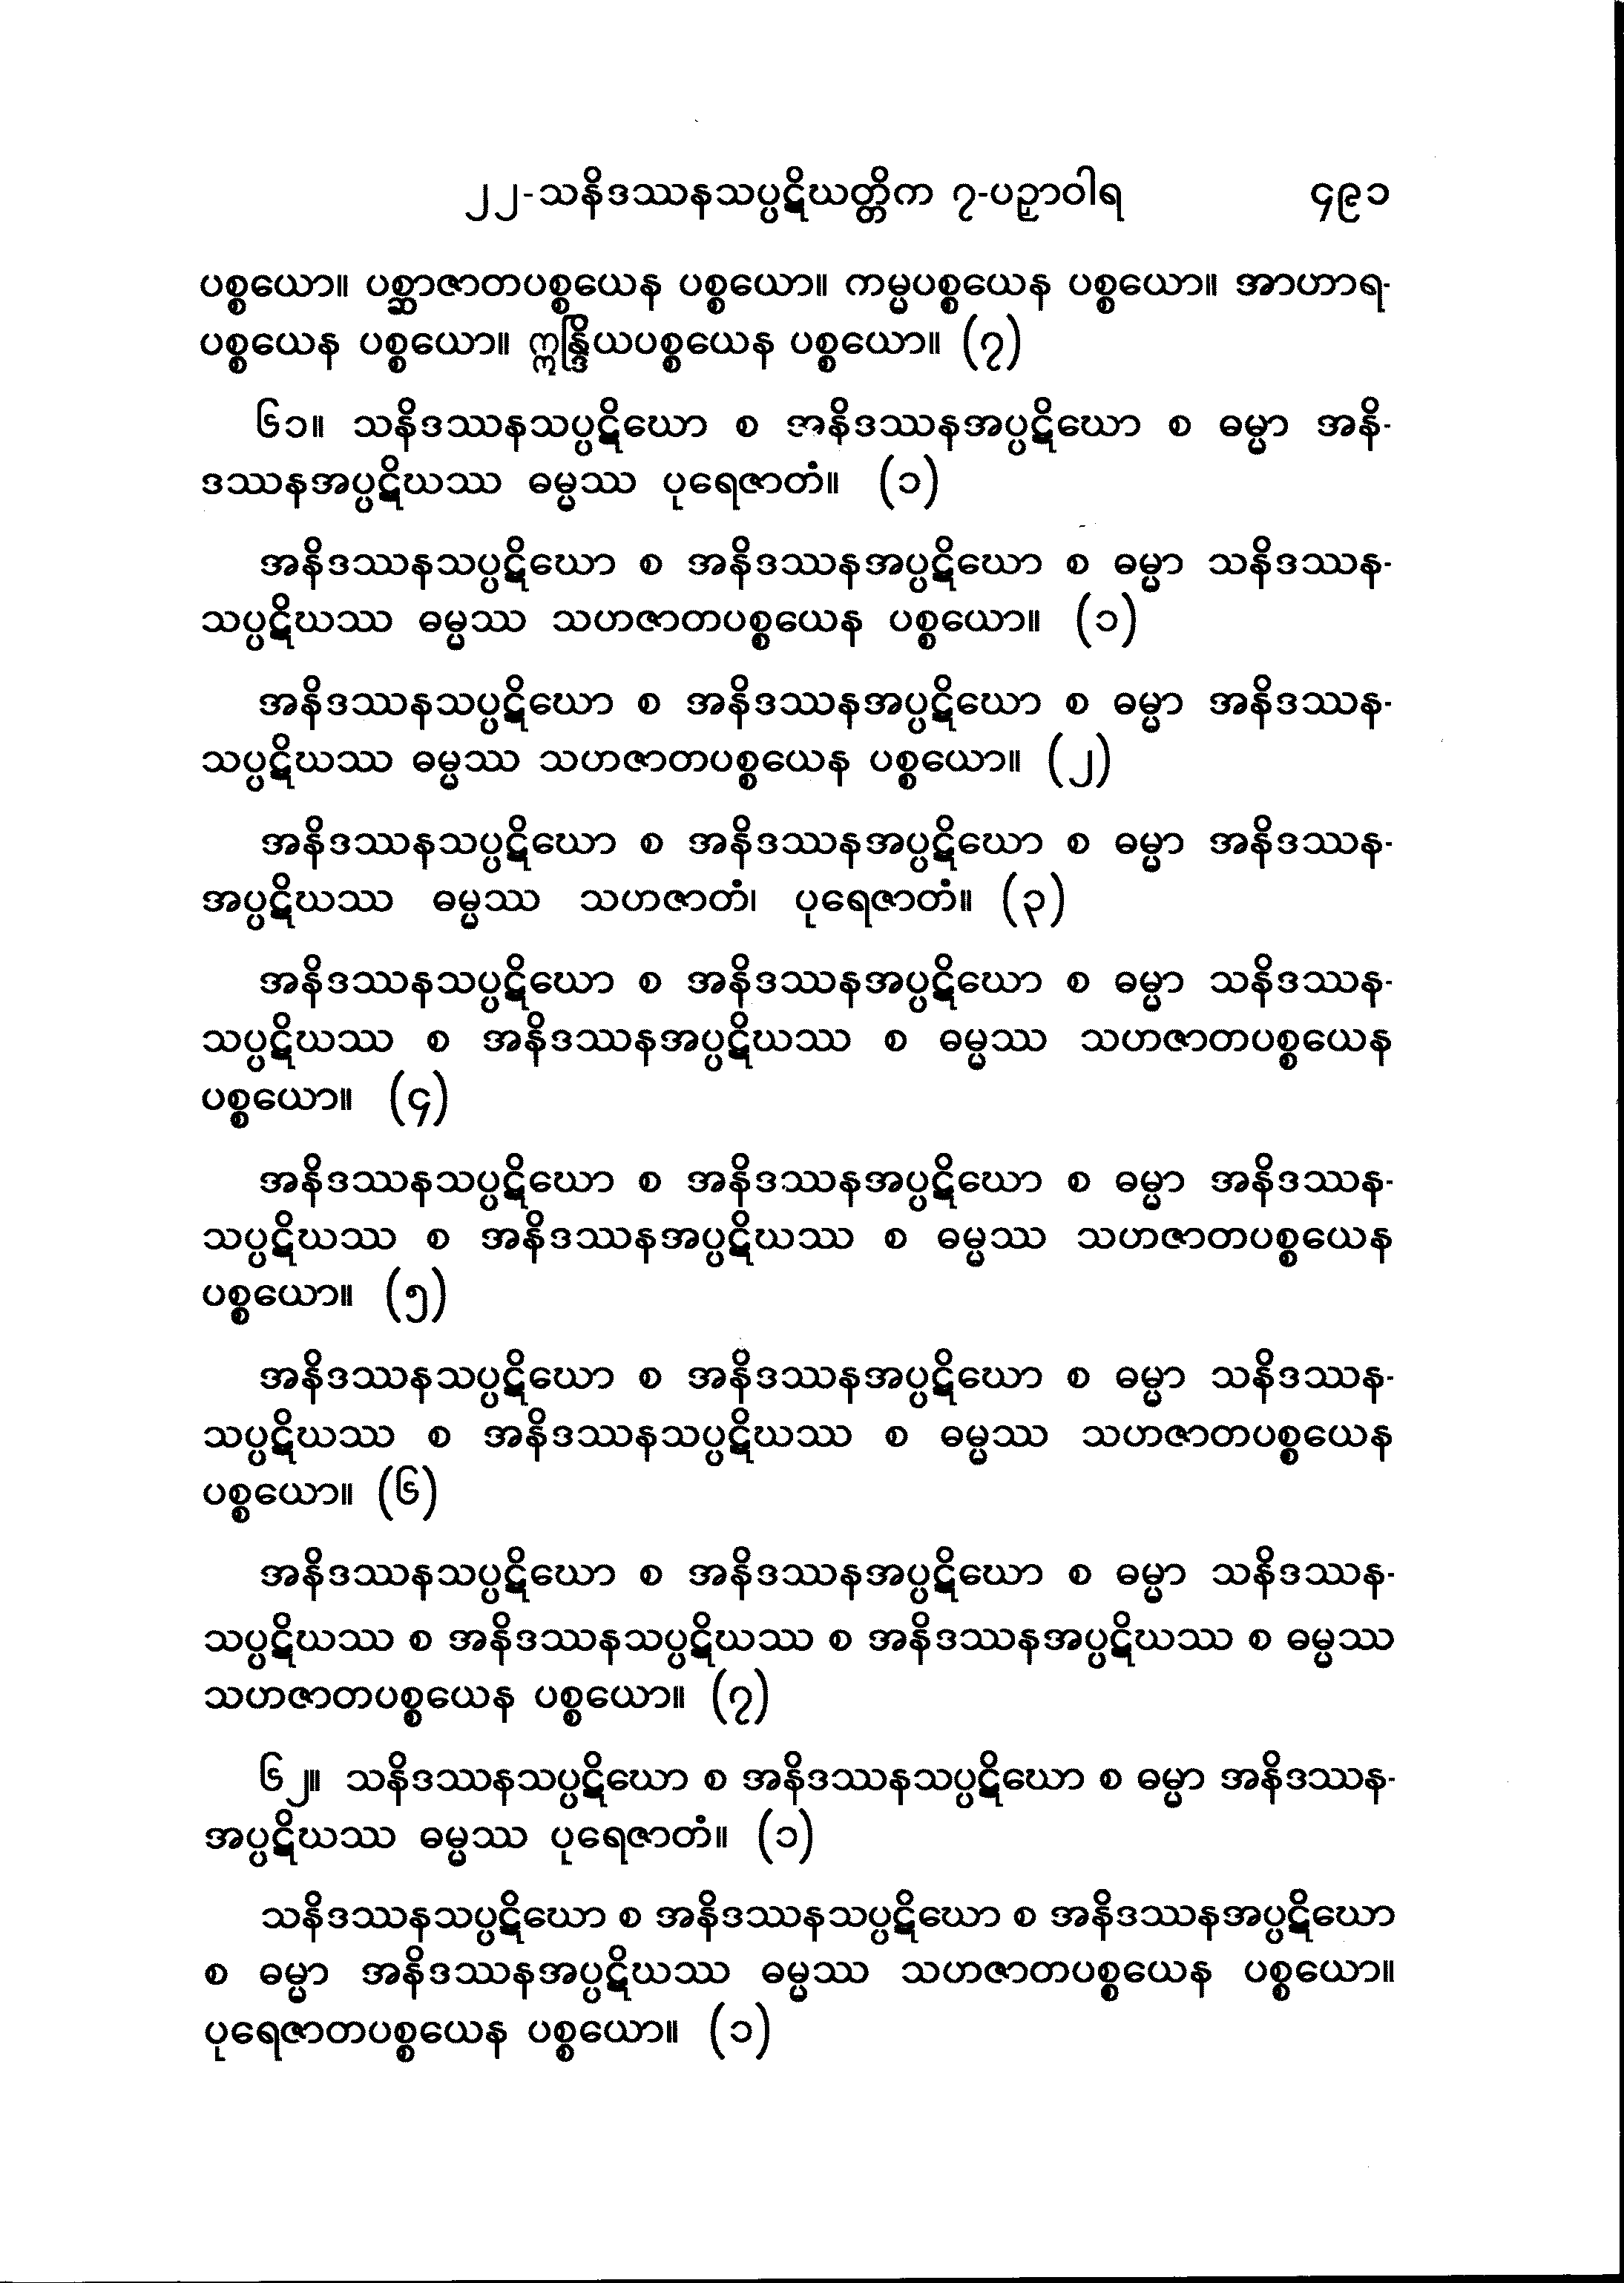 ၂၂-သနိဒဿနသပ္ပဋိဃတ္တိက ၇-ပဉှာဝါရ ၄၉၁
ပစ္စယော။ ပစ္ဆာဇာတပစ္စယေန ပစ္စယော။ ကမ္မပစ္စယေန ပစ္စယော။ အာဟာရ-
ပစ္စယေန ပစ္စယော။ ဣန္ဒြိယပစ္စယေန ပစ္စယော။ (၇)
၆၁။ သနိဒဿနသပ္ပဋိဃော စ အနိဒဿနအပ္ပဋိဃော စ ဓမ္မာ အနိ-
ဒဿနအပ္ပဋိဃဿ ဓမ္မဿ ပုရေဇာတံ။ (၁)
အနိဒဿနသပ္ပဋိဃော စ အနိဒဿနအပ္ပဋိဃော စ ဓမ္မာ သနိဒဿန-
သပ္ပဋိဃဿ ဓမ္မဿ သဟဇာတပစ္စယေန ပစ္စယော။ (၁)
အနိဒဿနသပ္ပဋိဃော စ အနိဒဿနအပ္ပဋိဃော စ ဓမ္မာ အနိဒဿန-
သပ္ပဋိဃဿ ဓမ္မဿ သဟဇာတပစ္စယေန ပစ္စယော။ (၂)
အနိဒဿနသပ္ပဋိဃော စ အနိဒဿနအပ္ပဋိဃော စ ဓမ္မာ အနိဒဿန-
အပ္ပဋိဃဿ ဓမ္မဿ သဟဇာတံ၊ ပုရေဇာတံ။ (၃)
အနိဒဿနသပ္ပဋိဃော စ အနိဒဿနအပ္ပဋိဃော စ ဓမ္မာ သနိဒဿန-
သပ္ပဋိဃဿ စ အနိဒဿနအပ္ပဋိဃဿ စ ဓမ္မဿ သဟဇာတပစ္စယေန
ပစ္စယော။ (၄)
အနိဒဿနသပ္ပဋိဃော စ အနိဒဿနအပ္ပဋိဃော စ ဓမ္မာ အနိဒဿန-
သပ္ပဋိဃဿ စ အနိဒဿနအပ္ပဋိဃဿ စ ဓမ္မဿ သဟဇာတပစ္စယေန
ပစ္စယော။ (၅)
အနိဒဿနသပ္ပဋိဃော စ အနိဒဿနအပ္ပဋိဃော စ ဓမ္မာ သနိဒဿန-
သပ္ပဋိဃဿ စ အနိဒဿနသပ္ပဋိဃဿ စ ဓမ္မဿ သဟဇာတပစ္စယေန
ပစ္စယော။ (၆)
အနိဒဿနသပ္ပဋိဃော စ အနိဒဿနအပ္ပဋိဃော စ ဓမ္မာ သနိဒဿန-
သပ္ပဋိဃဿ စ အနိဒဿနသပ္ပဋိဃဿ စ အနိဒဿနအပ္ပဋိဃဿ စ ဓမ္မဿ
သဟဇာတပစ္စယေန ပစ္စယော။ (၇)
၆၂။ သနိဒဿနသပ္ပဋိဃော စ အနိဒဿနသပ္ပဋိဃော စ ဓမ္မာ အနိဒဿန-
အပ္ပဋိဃဿ ဓမ္မဿ ပုရေဇာတံ။ (၁)
သနိဒဿနသပ္ပဋိဃော စ အနိဒဿနသပ္ပဋိဃော စ အနိဒဿနအပ္ပဋိဃော
စ ဓမ္မာ အနိဒဿနအပ္ပဋိဃဿ ဓမ္မဿ သဟဇာတပစ္စယေန ပစ္စယော။
ပုရေဇာတပစ္စယေန ပစ္စယော။ (၁)